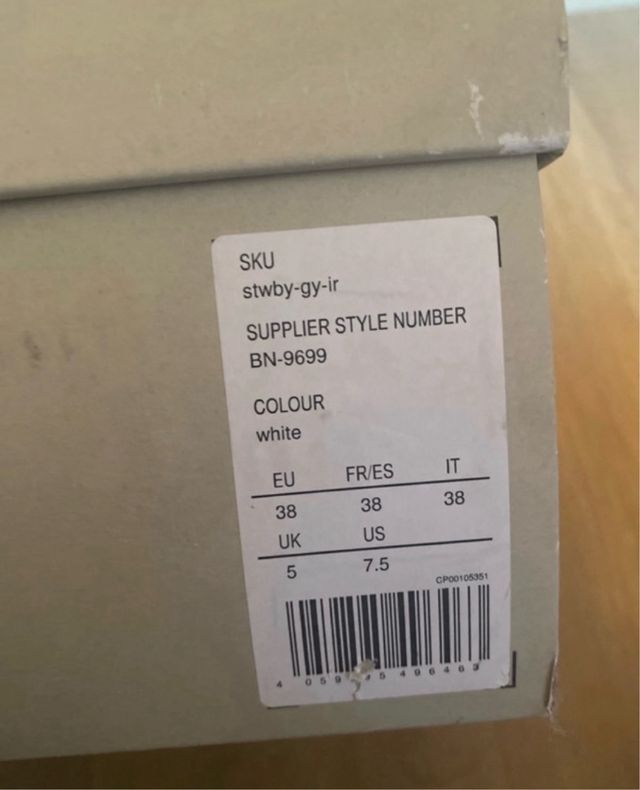 SKU
stwby-gy-ir
SUPPLIER STYLE NUMBER
BN-9699
COLOUR
white
EU FR/ES IT
38 38 38
UK US
5 7.5
CP00105351